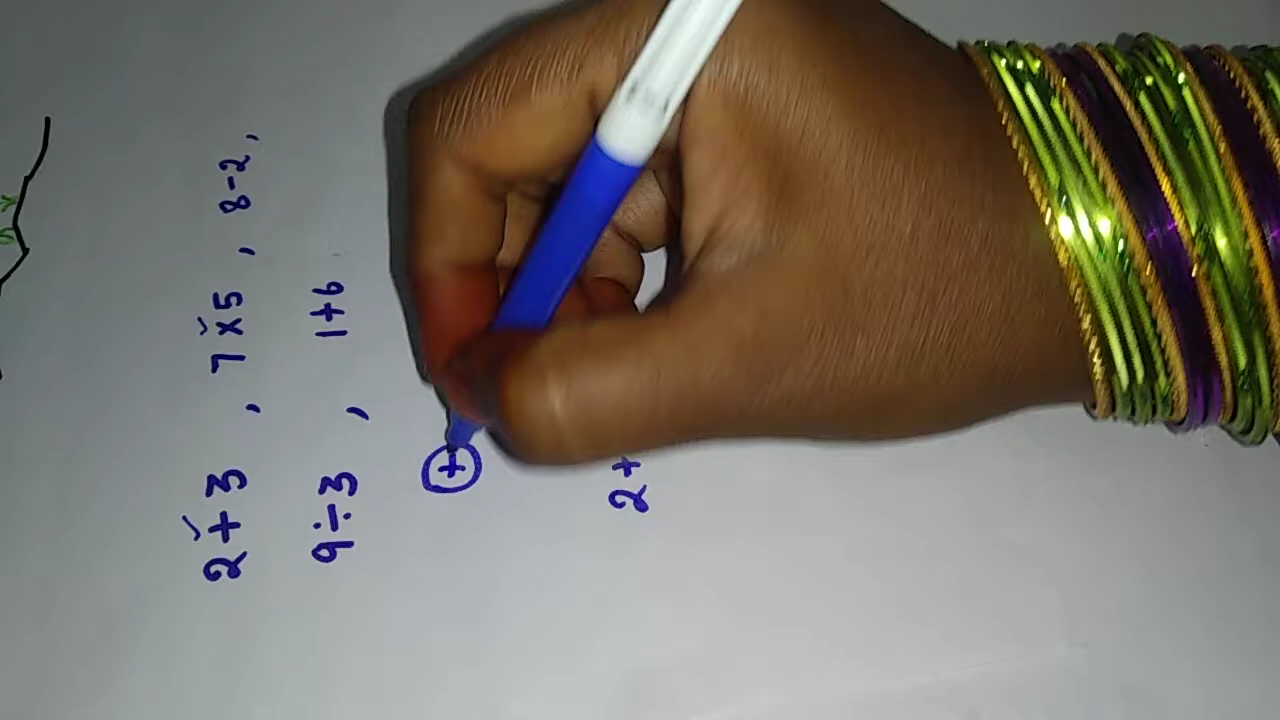 2+3, 7×5, 8-2,
9÷3, 1+6
+
2+